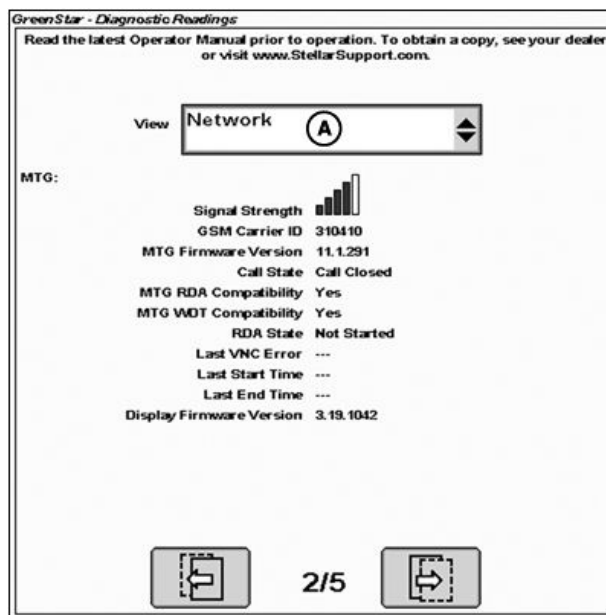 GreenStar - Diagnostic Readings
Read the latest Operator Manual prior to operation. To obtain a copy, see your dealer
or visit www.StellarSupport.com.
View Network A
MTG:
Signal Strength
GSM Carrier ID 310410
MTG Firmware Version 11.1.291
Call State Call Closed
MTG RDA Compatibility Yes
MTG WDT Compatibility Yes
RDA State Not Started
Last VNC Error ---
Last Start Time ---
Last End Time ---
Display Firmware Version 3.19.1042
2/5